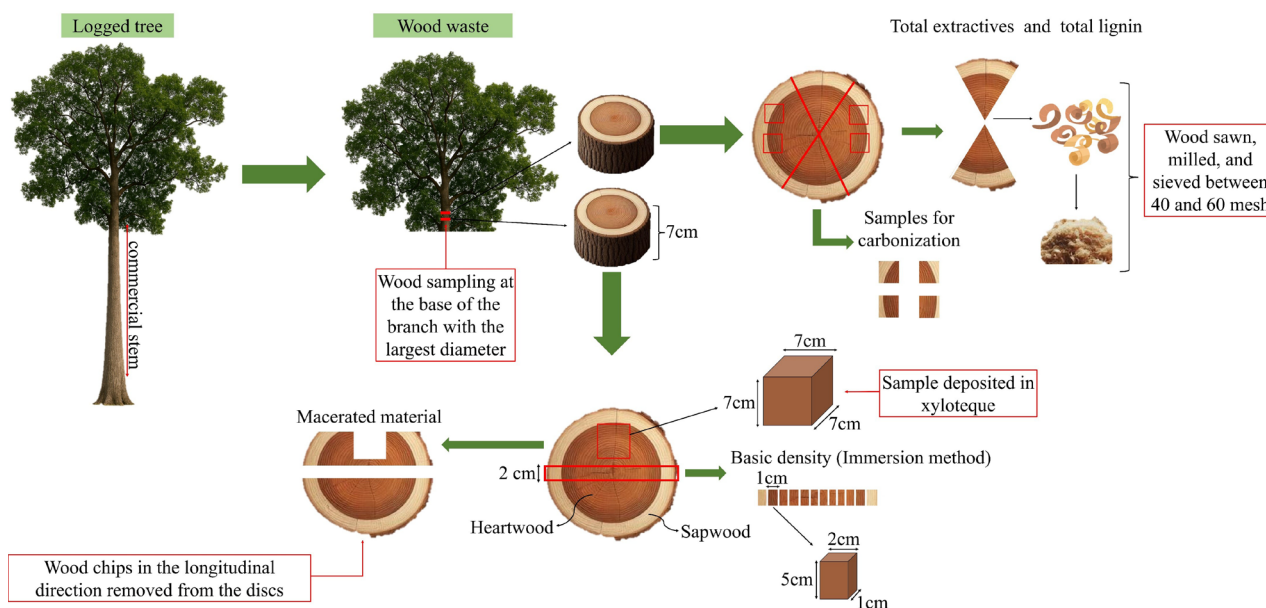 Logged tree
Wood waste
Total extractives and total lignin
Wood sawn,
milled, and
sieved between
40 and 60 mesh
7cm
Samples for
carbonization
commercial stem
Wood sampling at
the base of the
branch with the
largest diameter
7cm
7cm
7cm
Sample deposited in
xyloteque
Macerated material
2 cm
Heartwood
Sapwood
Basic density (Immersion method)
1cm
2cm
5cm
1cm
Wood chips in the longitudinal
direction removed from the discs